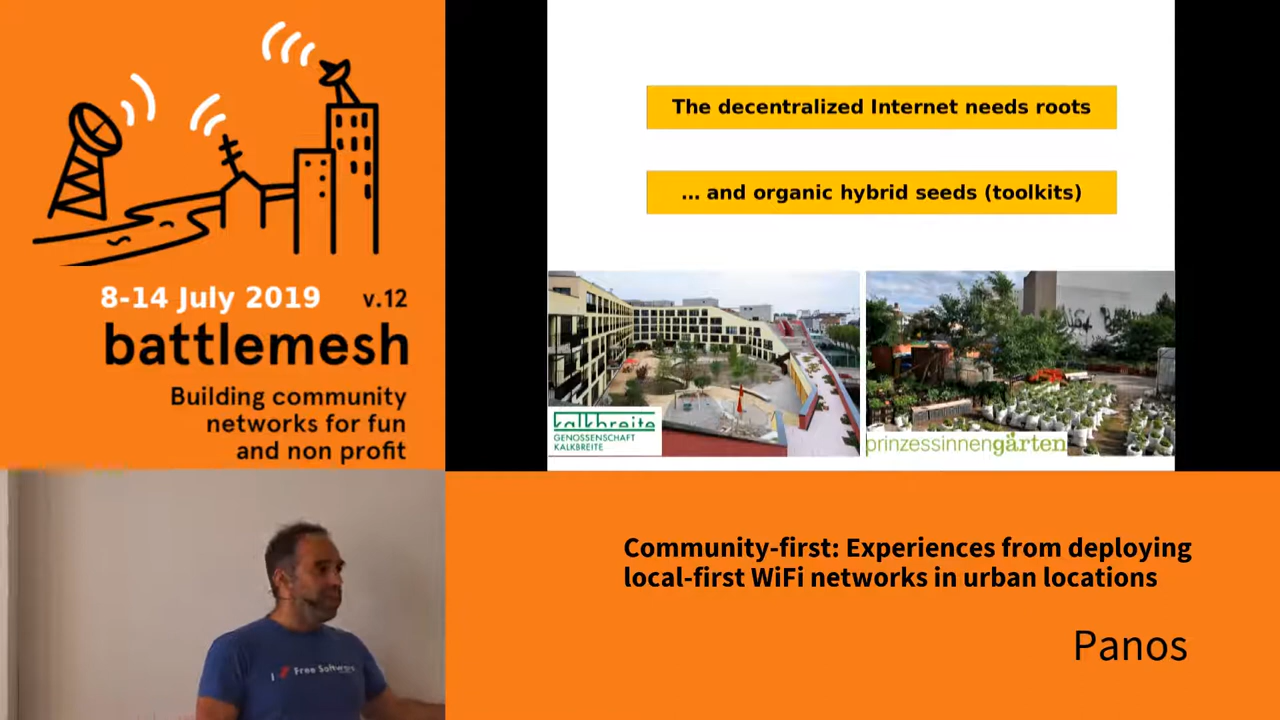 8-14 July 2019 v.12
battlemesh
Building community
networks for fun
and non profit
The decentralized Internet needs roots
... and organic hybrid seeds (toolkits)
kalkbreite
GENOSSENSCHAFT
KALKBREITE
prinzessinnengärten
I Free Software
Community-first: Experiences from deploying
local-first WiFi networks in urban locations
Panos